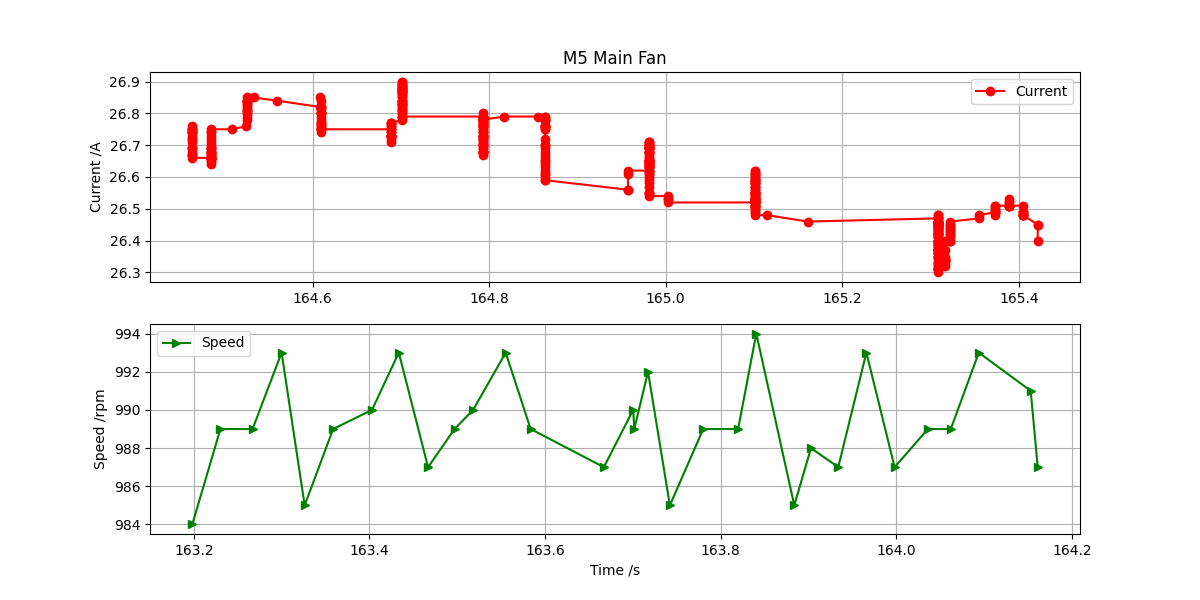 M5 Main Fan
Current /A
26.9
26.8
26.7
26.6
26.5
26.4
26.3
Current
164.6 164.8 165.0 165.2 165.4
Speed /rpm
994
992
990
988
986
984
Speed
163.2 163.4 163.6 163.8 164.0 164.2
Time /s